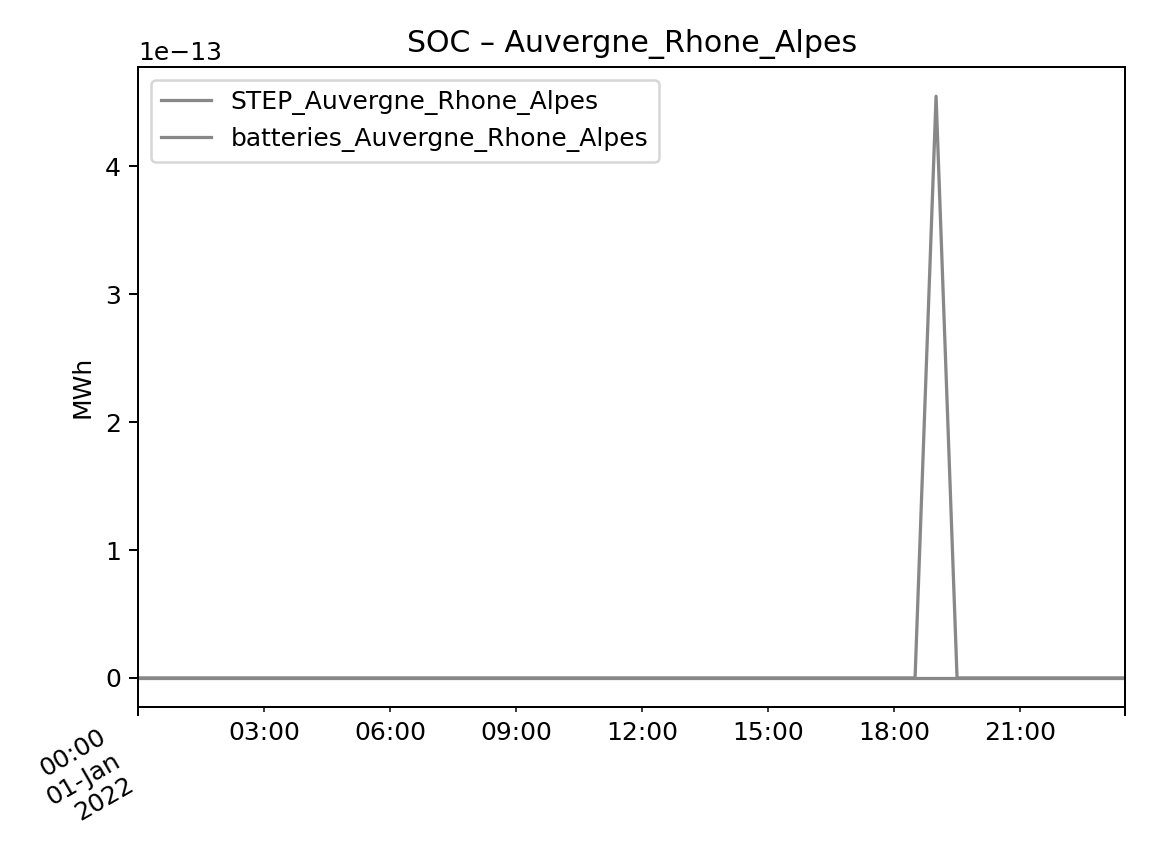 SOC – Auvergne_Rhone_Alpes
1e−13
STEP_Auvergne_Rhone_Alpes
batteries_Auvergne_Rhone_Alpes
4
3
2
1
0
MWh
00:00
01-Jan
2022
03:00 06:00 09:00 12:00 15:00 18:00 21:00